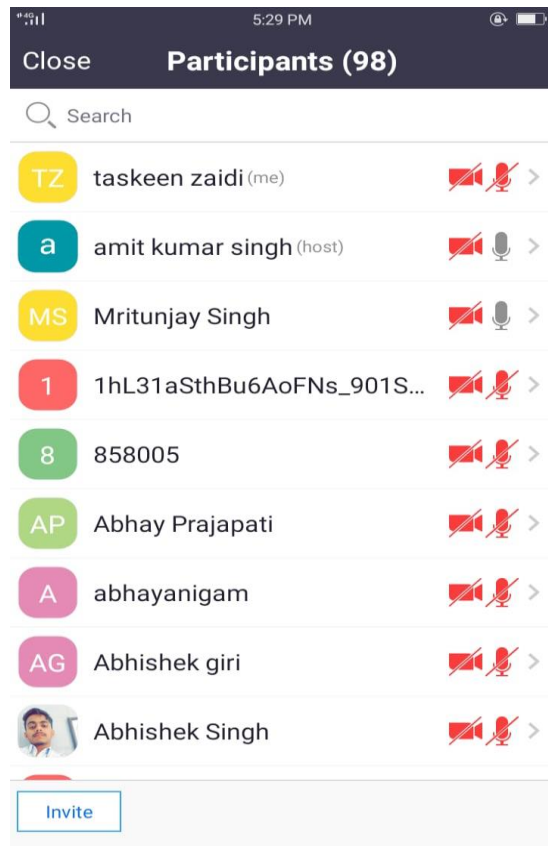 4G 5:29 PM
Close Participants (98)
Search
TZ taskeen zaidi (me)
a amit kumar singh (host)
MS Mritunjay Singh
1 1hL31aSthBu6AoFNs_901S...
8 858005
AP Abhay Prajapati
A abhayanigam
AG Abhishek giri
Abhishek Singh
Invite